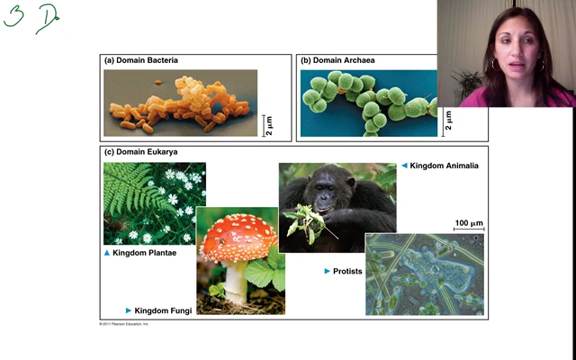 3 D
(a) Domain Bacteria
2 μm
(b) Domain Archaea
2 μm
(c) Domain Eukarya
Kingdom Plantae
Kingdom Fungi
Kingdom Animalia
100 μm
Protists
©2011 Pearson Education, Inc.